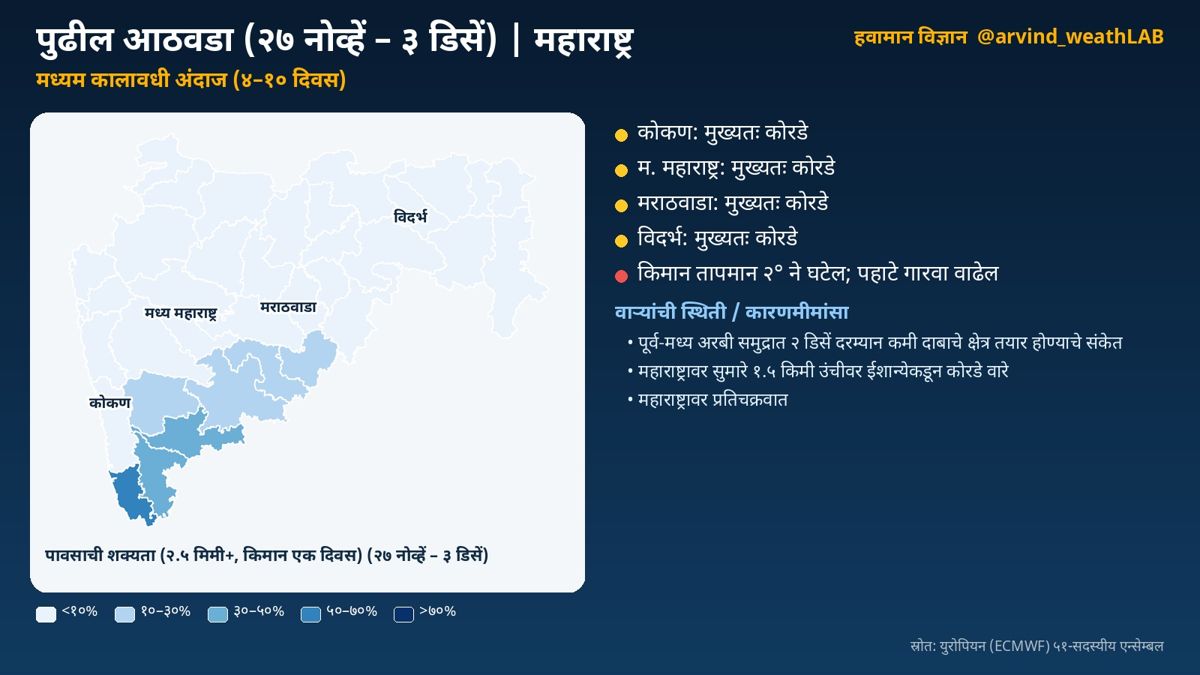 पुढील आठवडा (२७ नोव्हें – ३ डिसें) | महाराष्ट्र
हवामान विज्ञान @arvind_weathLAB
मध्यम कालावधी अंदाज (४–१० दिवस)
विदर्भ
मध्य महाराष्ट्र
मराठवाडा
कोकण
पावसाची शक्यता (२.५ मिमी+, किमान एक दिवस) (२७ नोव्हें – ३ डिसें)
<१०%
१०–३०%
३०–५०%
५०–७०%
>७०%
कोकण: मुख्यतः कोरडे
म. महाराष्ट्र: मुख्यतः कोरडे
मराठवाडा: मुख्यतः कोरडे
विदर्भ: मुख्यतः कोरडे
किमान तापमान २° ने घटेल; पहाटे गारवा वाढेल
वाऱ्यांची स्थिती / कारणमीमांसा
• पूर्व-मध्य अरबी समुद्रात २ डिसें दरम्यान कमी दाबाचे क्षेत्र तयार होण्याचे संकेत
• महाराष्ट्रावर सुमारे १.५ किमी उंचीवर ईशान्येकडून कोरडे वारे
• महाराष्ट्रावर प्रतिचक्रवात
स्रोत: युरोपियन (ECMWF) ५१-सदस्यीय एन्सेम्बल